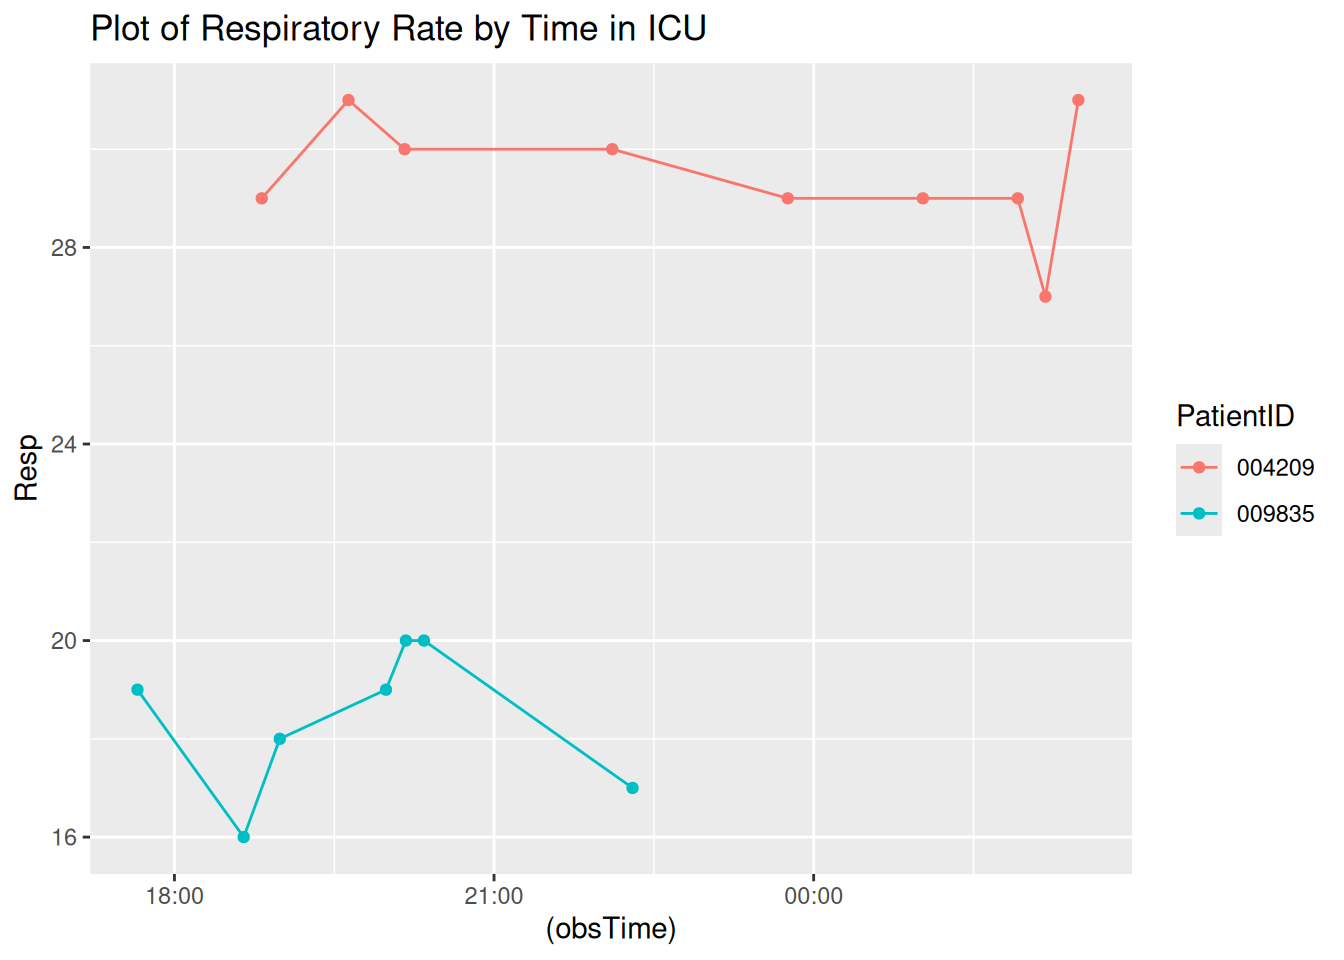 Plot of Respiratory Rate by Time in ICU
28
24
20
16
Resp
18:00 21:00 00:00
(obsTime)
PatientID
004209
009835